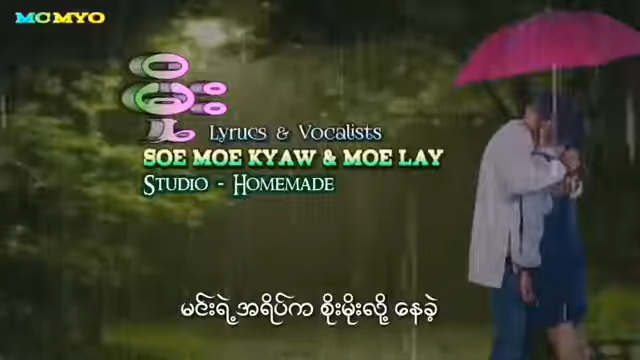 MCMYO
မိုး
Lyrucs & Vocalists
SOE MOE KYAW & MOE LAY
Studio - Homemade
မင်းရဲ့အရိပ်က စိုးမိုးလို့ နေခဲ့